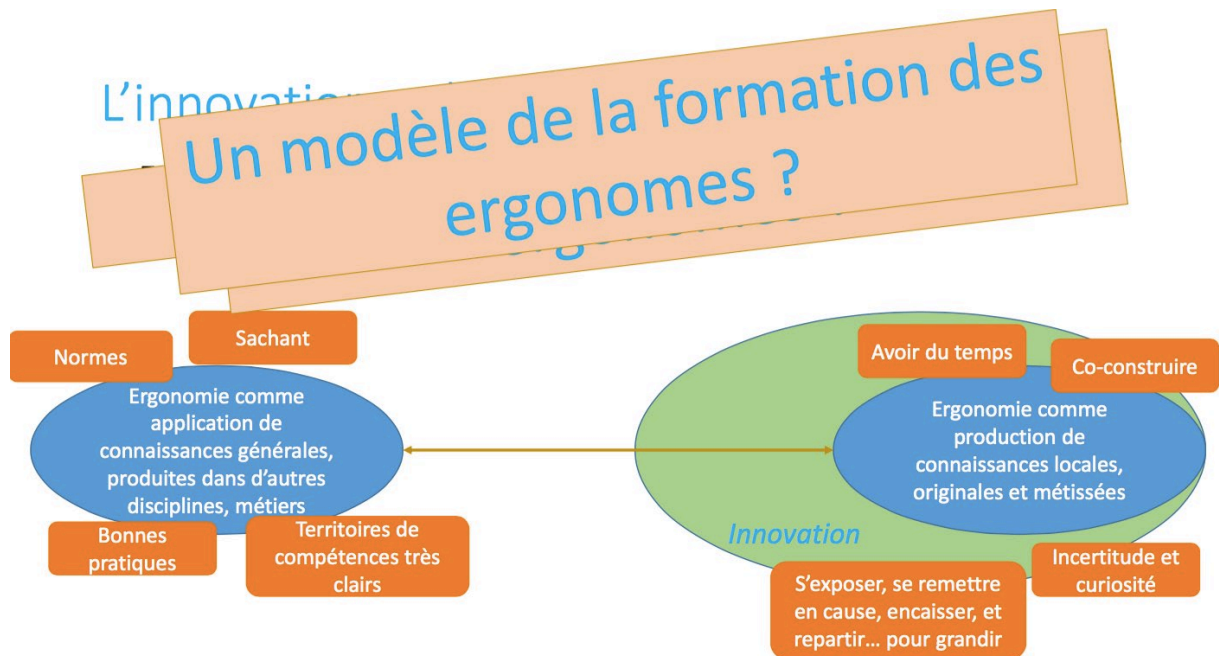 L'innovation
Un modèle de la formation des
ergonomes ?
Normes
Sachant
Ergonomie comme
application de
connaissances générales,
produites dans d'autres
disciplines, métiers
Bonnes
pratiques
Territoires de
compétences très
clairs
Avoir du temps
Co-construire
Ergonomie comme
production de
connaissances locales,
originales et métissées
Innovation
Incertitude et
curiosité
S'exposer, se remettre
en cause, encaisser, et
repartir... pour grandir